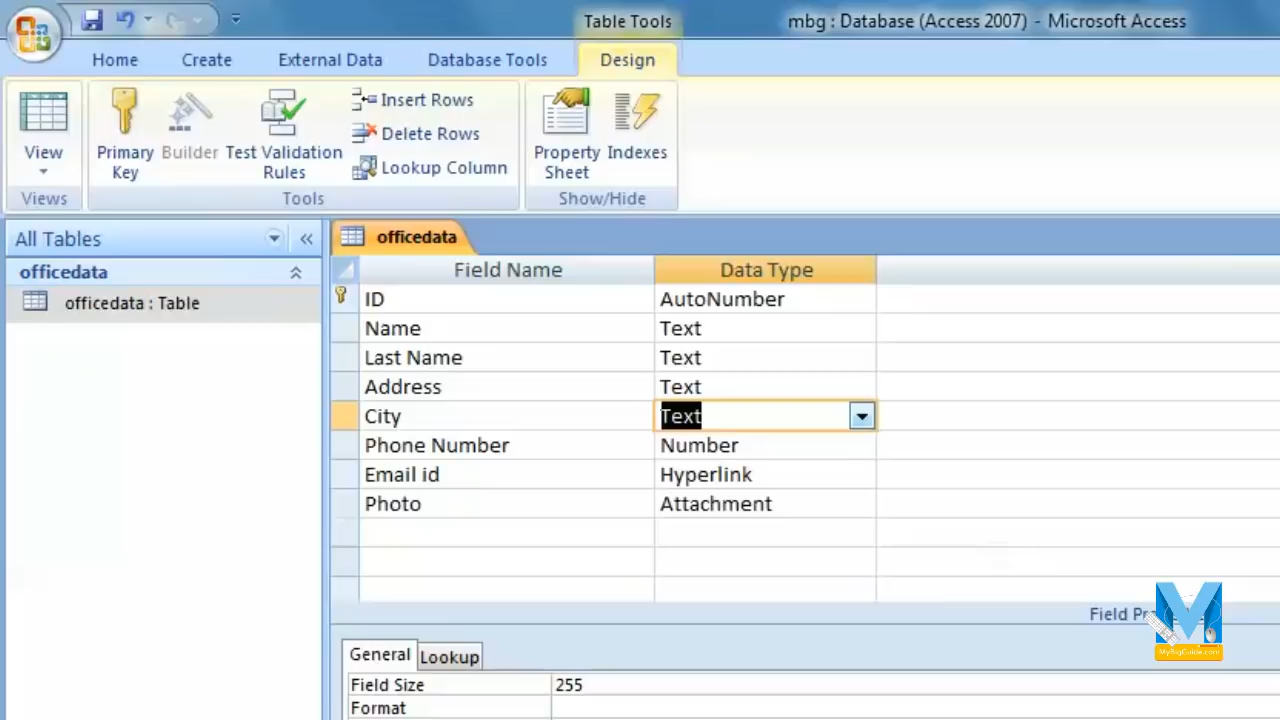 Table Tools
mbg : Database (Access 2007) - Microsoft Access
Home Create External Data Database Tools Design
View
Primary Key
Builder
Test Validation Rules
Insert Rows
Delete Rows
Lookup Column
Property Sheet
Indexes
Views Tools Show/Hide
All Tables
officedata
officedata : Table
officedata
Field Name Data Type
ID AutoNumber
Name Text
Last Name Text
Address Text
City Text
Phone Number Number
Email id Hyperlink
Photo Attachment
Field
MyBigGuide.com
General Lookup
Field Size 255
Format